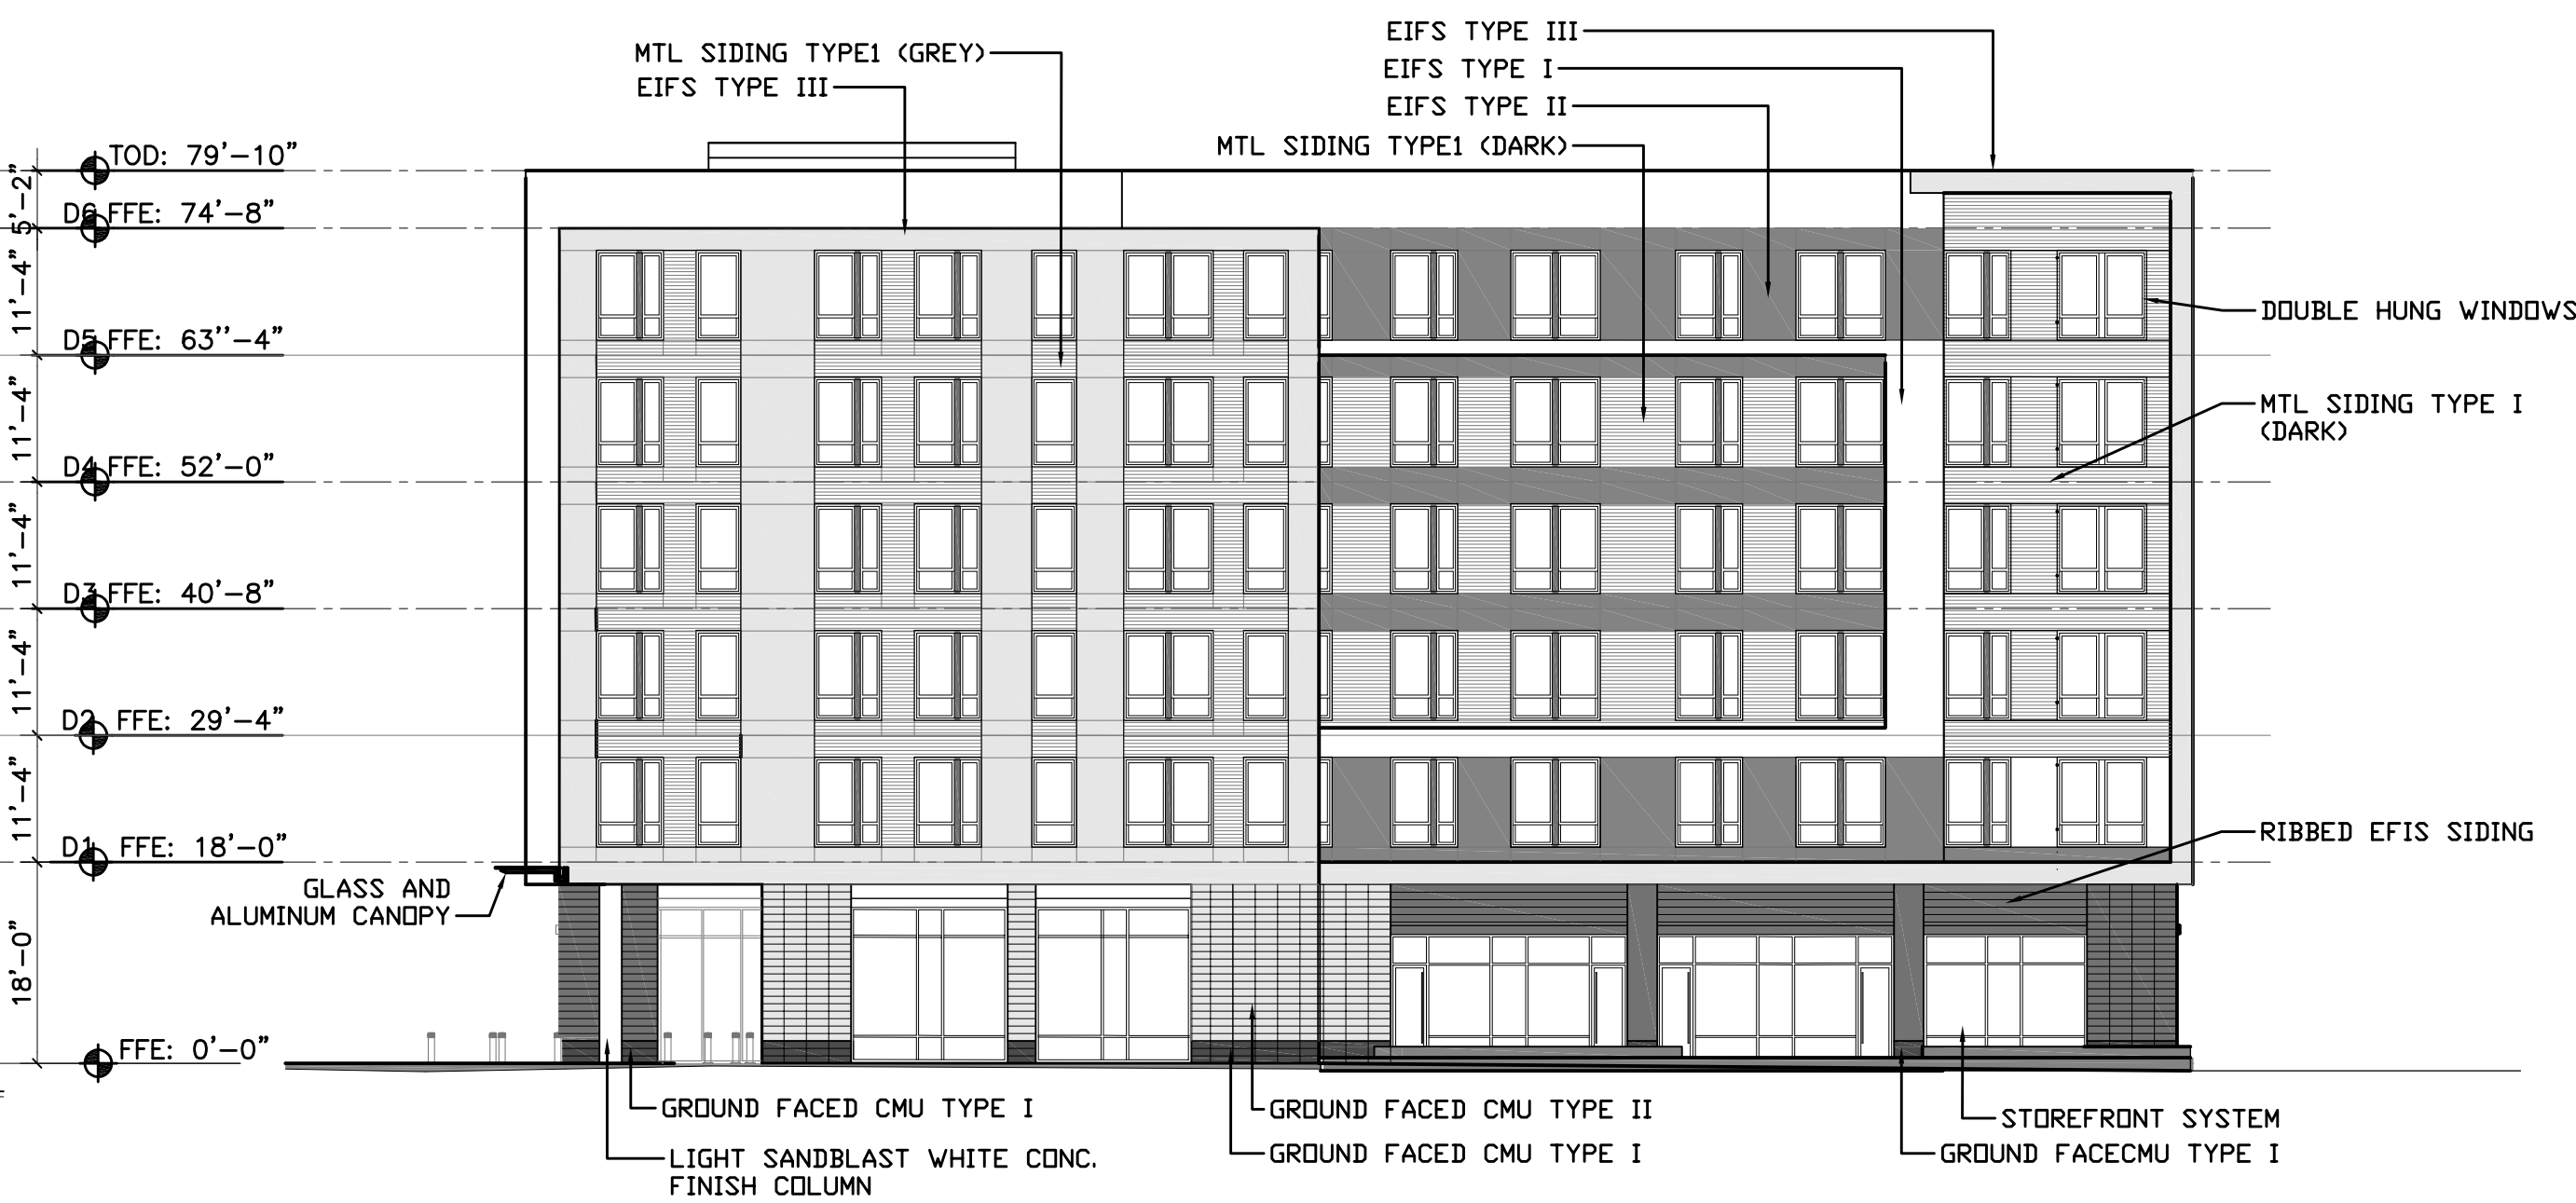 EIFS TYPE III
MTL SIDING TYPE1 (GREY)
EIFS TYPE I
EIFS TYPE III
EIFS TYPE II
MTL SIDING TYPE1 (DARK)
TOD: 79'-10"
5'-2"
D6 FFE: 74'-8"
11'-4"
DOUBLE HUNG WINDOWS
D5 FFE: 63''-4"
11'-4"
MTL SIDING TYPE I
(DARK)
D4 FFE: 52'-0"
11'-4"
D3 FFE: 40'-8"
11'-4"
D2 FFE: 29'-4"
11'-4"
RIBBED EFIS SIDING
D1 FFE: 18'-0"
GLASS AND
ALUMINUM CANOPY
18'-0"
FFE: 0'-0"
GROUND FACED CMU TYPE I
GROUND FACED CMU TYPE II
STOREFRONT SYSTEM
GROUND FACED CMU TYPE I
GROUND FACECMU TYPE I
LIGHT SANDBLAST WHITE CONC.
FINISH COLUMN